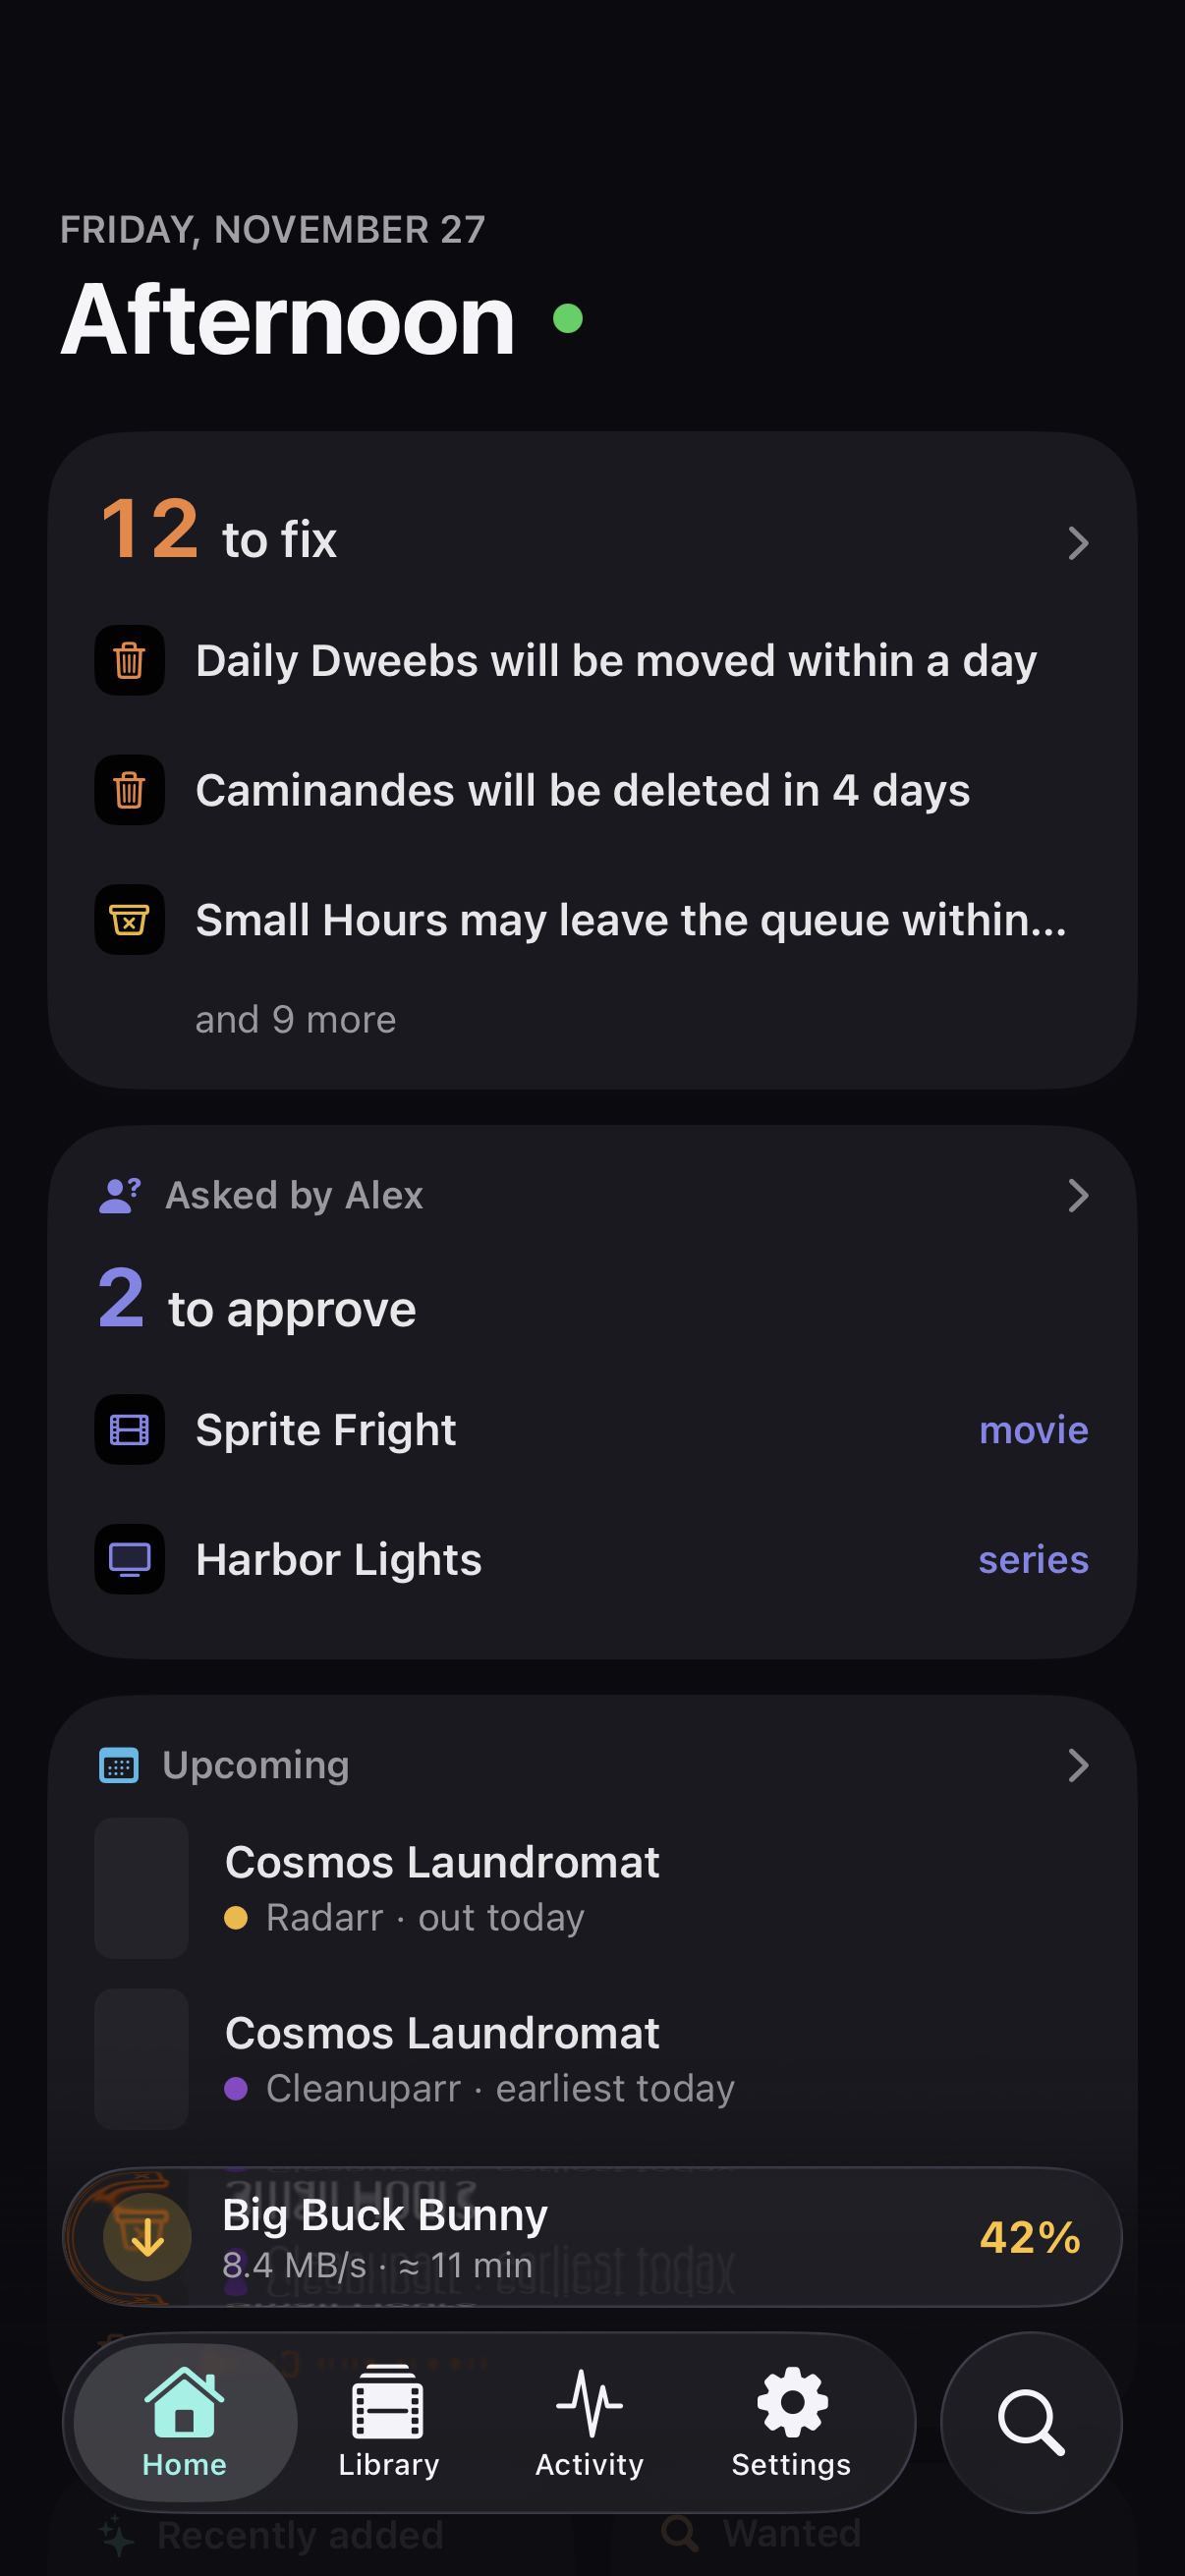 FRIDAY, NOVEMBER 27
Afternoon
12 to fix
Daily Dweebs will be moved within a day
Caminandes will be deleted in 4 days
Small Hours may leave the queue within...
and 9 more
Asked by Alex
2 to approve
Sprite Fright movie
Harbor Lights series
Upcoming
Cosmos Laundromat
Radarr · out today
Cosmos Laundromat
Cleanuparr · earliest today
Big Buck Bunny
8.4 MB/s · ≈ 11 min
42%
Home Library Activity Settings
Recently added Wanted